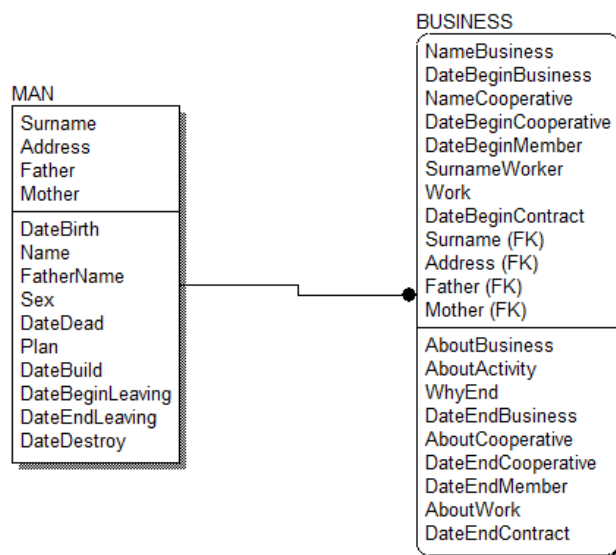 MAN
Surname
Address
Father
Mother
DateBirth
Name
FatherName
Sex
DateDead
Plan
DateBuild
DateBeginLeaving
DateEndLeaving
DateDestroy
BUSINESS
NameBusiness
DateBeginBusiness
NameCooperative
DateBeginCooperative
DateBeginMember
SurnameWorker
Work
DateBeginContract
Surname (FK)
Address (FK)
Father (FK)
Mother (FK)
AboutBusiness
AboutActivity
WhyEnd
DateEndBusiness
AboutCooperative
DateEndCooperative
DateEndMember
AboutWork
DateEndContract